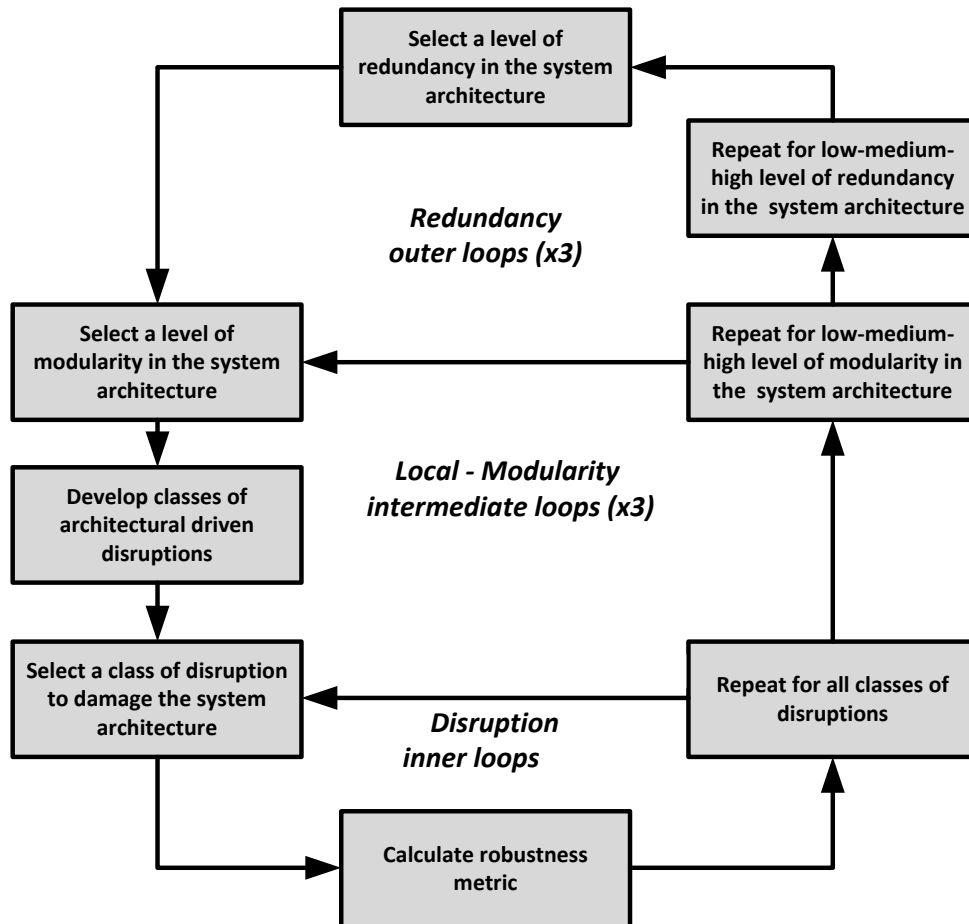 Select a level of
redundancy in the system
architecture
Repeat for low-medium-
high level of redundancy
in the system architecture
Redundancy
outer loops (x3)
Select a level of
modularity in the system
architecture
Repeat for low-medium-
high level of modularity in
the system architecture
Local - Modularity
intermediate loops (x3)
Develop classes of
architectural driven
disruptions
Select a class of disruption
to damage the system
architecture
Repeat for all classes of
disruptions
Disruption
inner loops
Calculate robustness
metric